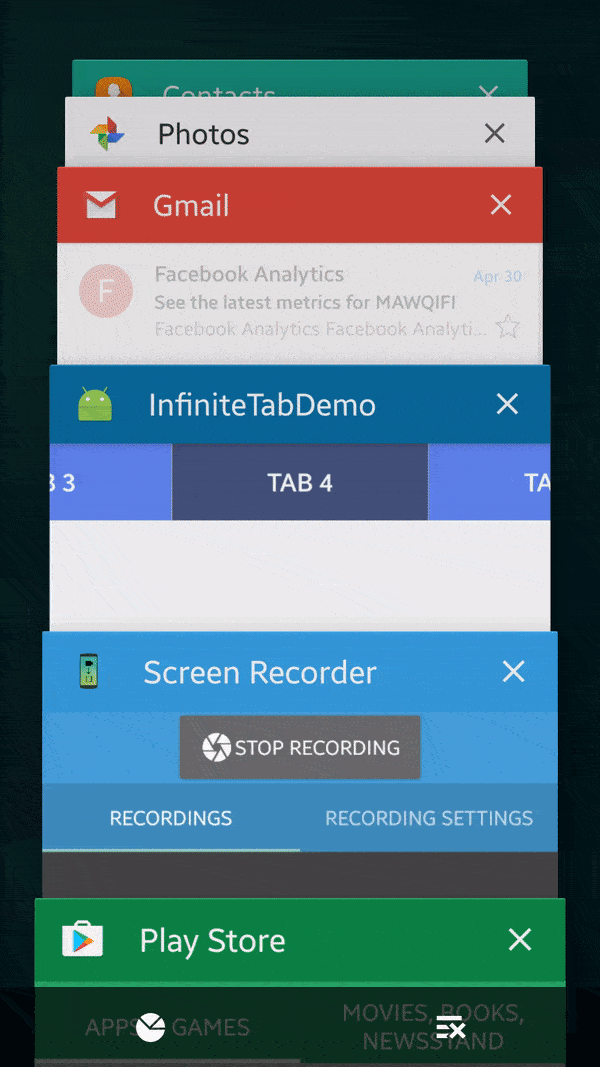 Contacts
Photos
Gmail
F
Facebook Analytics
Apr 30
See the latest metrics for MAWQIFI
Facebook Analytics Facebook Analyti...
InfiniteTabDemo
3
TAB 4
TA
Screen Recorder
STOP RECORDING
RECORDINGS
RECORDING SETTINGS
Play Store
APPS GAMES
MOVIES, BOOKS,
NEWSSTAND